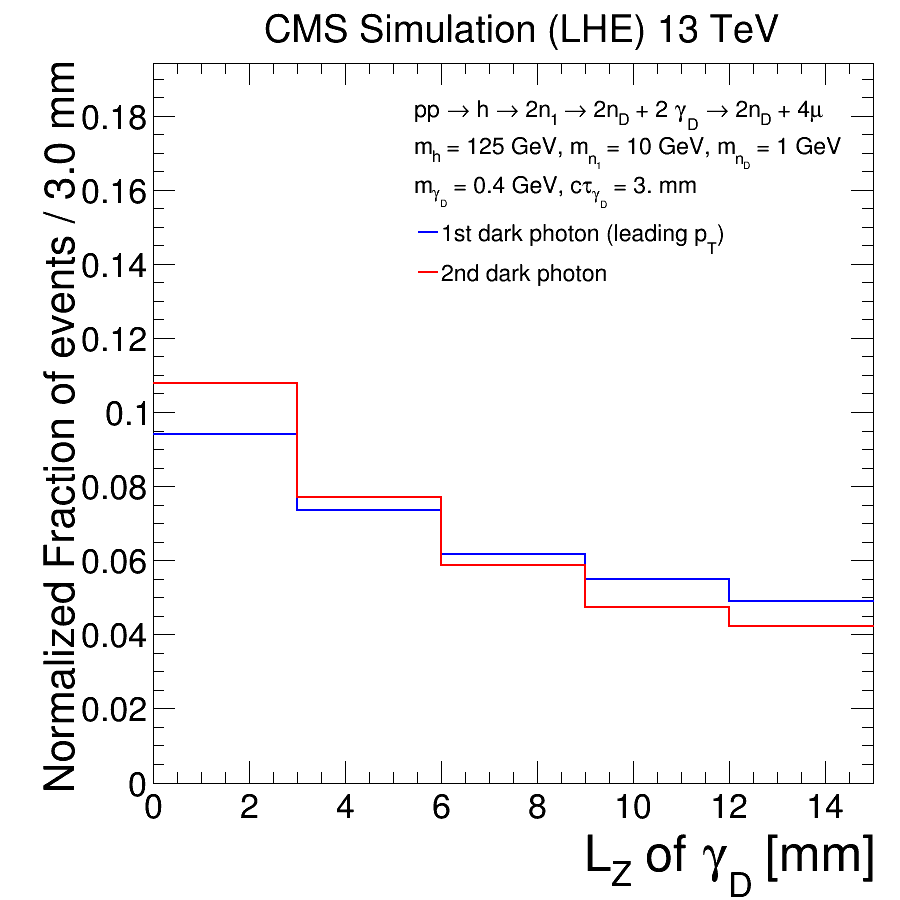 CMS Simulation (LHE) 13 TeV
Normalized Fraction of events / 3.0 mm
0.18
0.16
0.14
0.12
0.1
0.08
0.06
0.04
0.02
0
pp → h → 2n1 → 2nD + 2 γD → 2nD + 4μ
mh = 125 GeV, mn1 = 10 GeV, mnD = 1 GeV
mγD = 0.4 GeV, cτγD = 3. mm
1st dark photon (leading pT)
2nd dark photon
0 2 4 6 8 10 12 14
LZ of γD [mm]